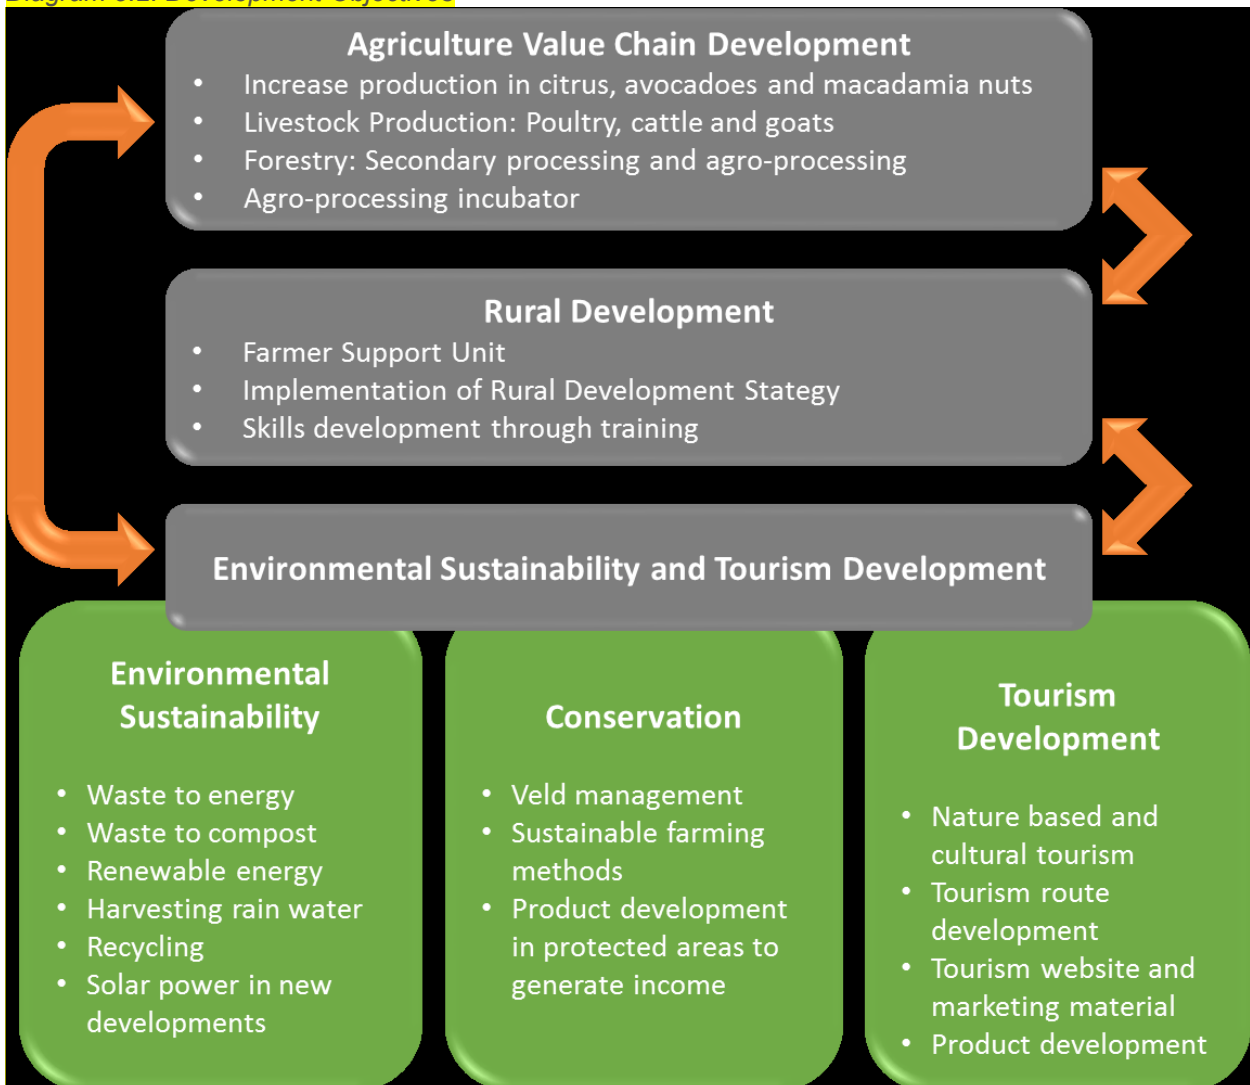 Diagram 6.2: Development Objectives
Agriculture Value Chain Development
• Increase production in citrus, avocadoes and macadamia nuts
• Livestock Production: Poultry, cattle and goats
• Forestry: Secondary processing and agro-processing
• Agro-processing incubator
Rural Development
• Farmer Support Unit
• Implementation of Rural Development Stategy
• Skills development through training
Environmental Sustainability and Tourism Development
Environmental
Sustainability
• Waste to energy
• Waste to compost
• Renewable energy
• Harvesting rain water
• Recycling
• Solar power in new
developments
Conservation
• Veld management
• Sustainable farming
methods
• Product development
in protected areas to
generate income
Tourism
Development
• Nature based and
cultural tourism
• Tourism route
development
• Tourism website and
marketing material
• Product development